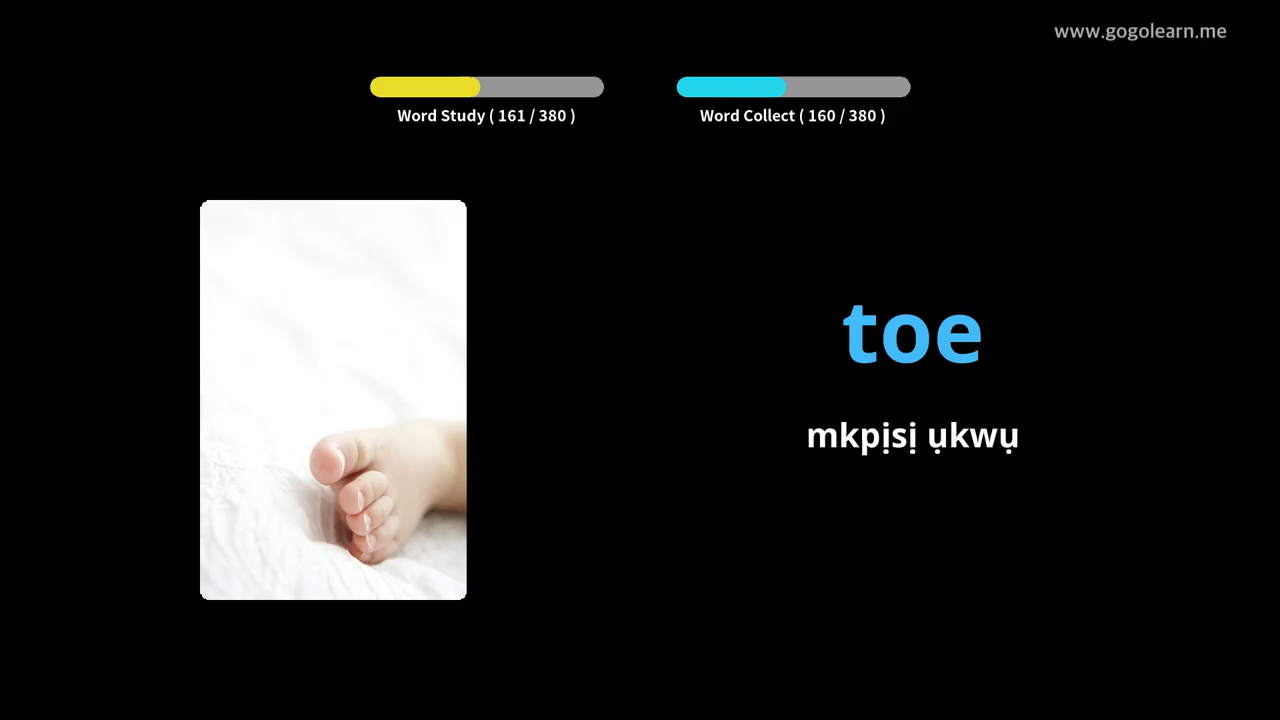 www.gogolearn.me
Word Study ( 161 / 380 )
Word Collect ( 160 / 380 )
toe
mkpịsị ụkwụ